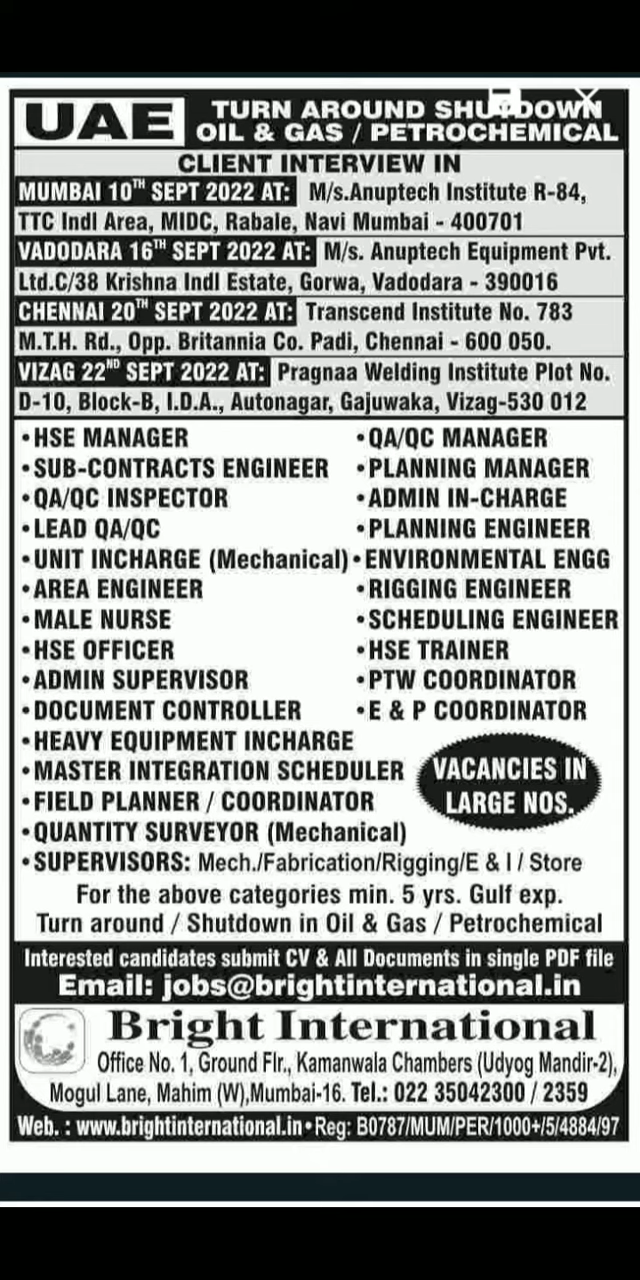 UAE TURN AROUND SHUTDOWN
OIL & GAS / PETROCHEMICAL
CLIENT INTERVIEW IN
MUMBAI 10TH SEPT 2022 AT: M/s.Anuptech Institute R-84,
TTC Indl Area, MIDC, Rabale, Navi Mumbai - 400701
VADODARA 16TH SEPT 2022 AT: M/s. Anuptech Equipment Pvt.
Ltd.C/38 Krishna Indl Estate, Gorwa, Vadodara - 390016
CHENNAI 20TH SEPT 2022 AT: Transcend Institute No. 783
M.T.H. Rd., Opp. Britannia Co. Padi, Chennai - 600 050.
VIZAG 22ND SEPT 2022 AT: Pragnaa Welding Institute Plot No.
D-10, Block-B, I.D.A., Autonagar, Gajuwaka, Vizag-530 012
• HSE MANAGER • QA/QC MANAGER
• SUB-CONTRACTS ENGINEER • PLANNING MANAGER
• QA/QC INSPECTOR • ADMIN IN-CHARGE
• LEAD QA/QC • PLANNING ENGINEER
• UNIT INCHARGE (Mechanical) • ENVIRONMENTAL ENGG
• AREA ENGINEER • RIGGING ENGINEER
• MALE NURSE • SCHEDULING ENGINEER
• HSE OFFICER • HSE TRAINER
• ADMIN SUPERVISOR • PTW COORDINATOR
• DOCUMENT CONTROLLER • E & P COORDINATOR
• HEAVY EQUIPMENT INCHARGE
• MASTER INTEGRATION SCHEDULER
• FIELD PLANNER / COORDINATOR
VACANCIES IN
LARGE NOS.
• QUANTITY SURVEYOR (Mechanical)
• SUPERVISORS: Mech./Fabrication/Rigging/E & I / Store
For the above categories min. 5 yrs. Gulf exp.
Turn around / Shutdown in Oil & Gas / Petrochemical
Interested candidates submit CV & All Documents in single PDF file
Email: jobs@brightinternational.in
Bright International
Office No. 1, Ground Flr., Kamanwala Chambers (Udyog Mandir-2),
Mogul Lane, Mahim (W),Mumbai-16. Tel.: 022 35042300 / 2359
Web. : www.brightinternational.in • Reg: B0787/MUM/PER/1000+/5/4884/97